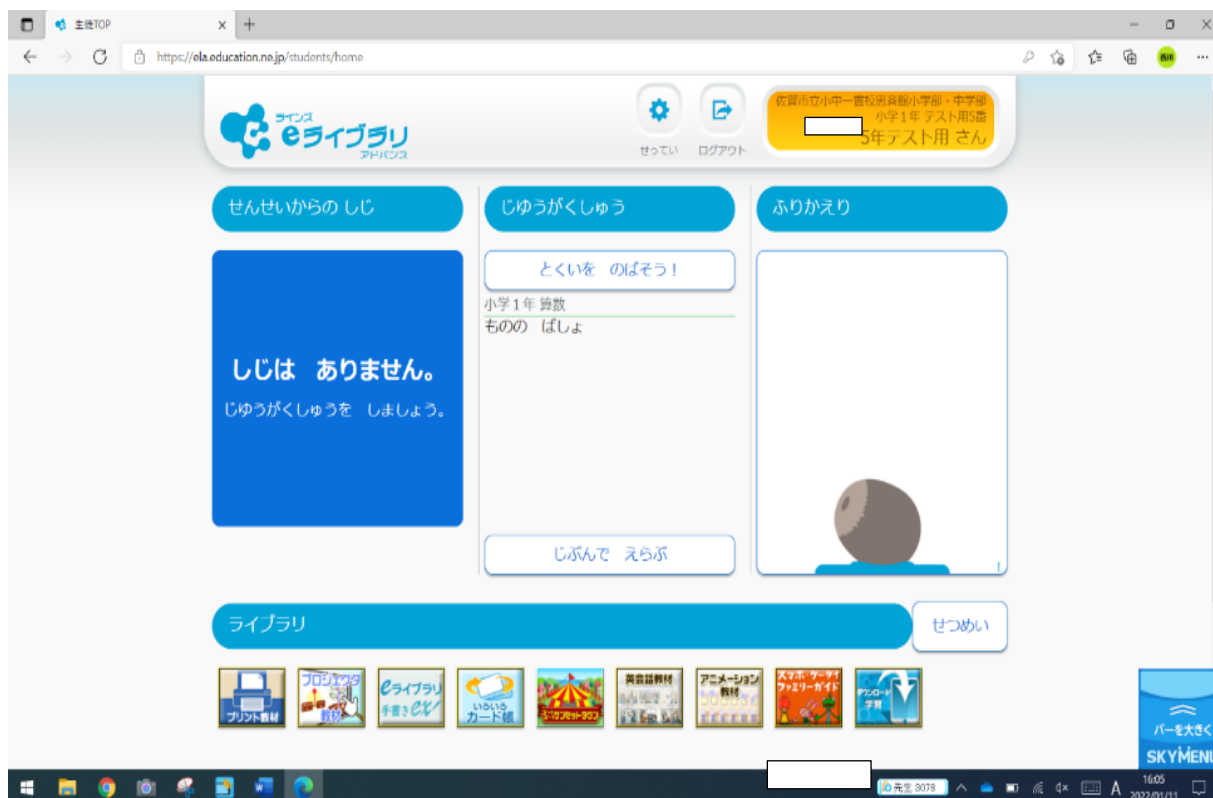 生徒TOP
https://ela.education.ne.jp/students/home
西川
ラインズ
eライブラリ
アドバンス
せってい
ログアウト
佐賀市立小中一貫校思斉館小学部・中学部
小学1年 テスト用5番
5年テスト用 さん
せんせいからの しじ
じゆうがくしゅう
ふりかえり
しじは ありません。
じゆうがくしゅうを しましょう。
とくいを のばそう！
小学1年 算数
ものの ばしょ
じぶんで えらぶ
ライブラリ
せつめい
プリント教材
プロジェクタ
教材
eライブラリ
手書きex
いろいろ
カード帳
英会話教材
アニメーション
教材
スマホ・ケータイ
ファミリーガイド
ダウンロード
学習
バーを大きく
SKYMENU
先生 3078
A
16:05
2022/01/11